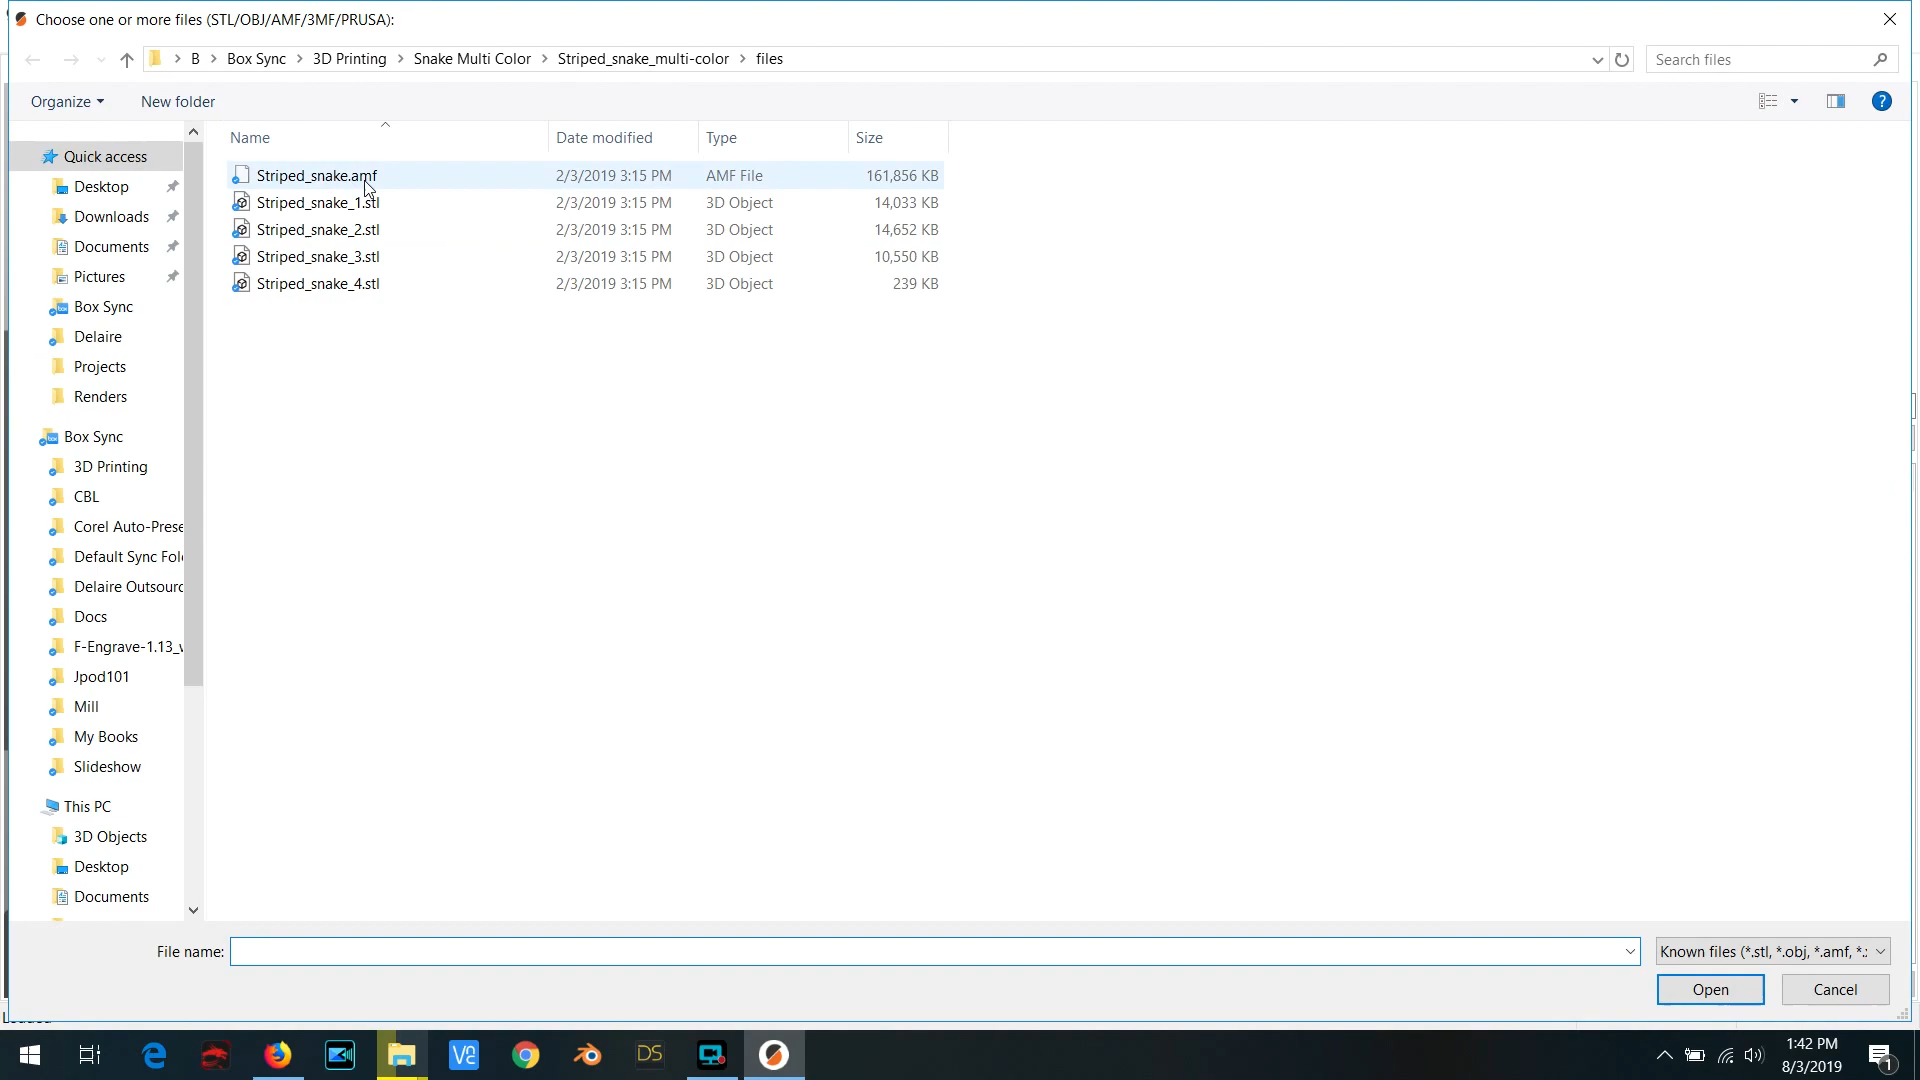 Choose one or more files (STL/OBJ/AMF/3MF/PRUSA):
B > Box Sync > 3D Printing > Snake Multi Color > Striped_snake_multi-color > files
Search files
Organize
New folder
Name Date modified Type Size
Striped_snake.amf 2/3/2019 3:15 PM AMF File 161,856 KB
Striped_snake_1.stl 2/3/2019 3:15 PM 3D Object 14,033 KB
Striped_snake_2.stl 2/3/2019 3:15 PM 3D Object 14,652 KB
Striped_snake_3.stl 2/3/2019 3:15 PM 3D Object 10,550 KB
Striped_snake_4.stl 2/3/2019 3:15 PM 3D Object 239 KB
Quick access
Desktop
Downloads
Documents
Pictures
Box Sync
Delaire
Projects
Renders
Box Sync
3D Printing
CBL
Corel Auto-Prese
Default Sync Fol
Delaire Outsourc
Docs
F-Engrave-1.13_
Jpod101
Mill
My Books
Slideshow
This PC
3D Objects
Desktop
Documents
File name:
Known files (*.stl, *.obj, *.amf, *.
Open
Cancel
DS
1:42 PM
8/3/2019
1